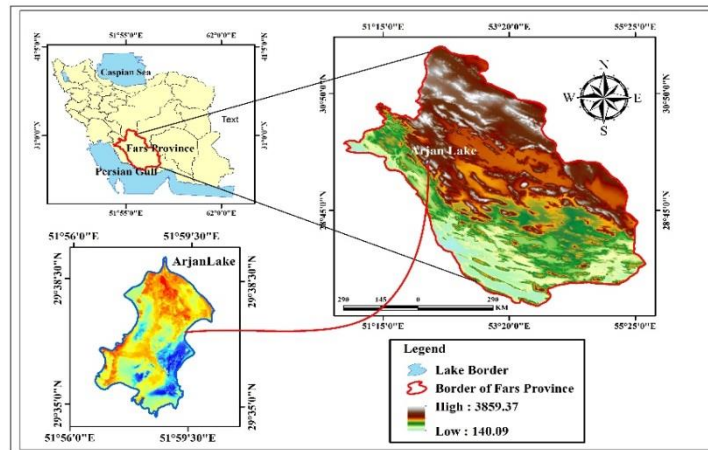 51°55'0"E
62°0'0"E
41°5'0"N
Caspian Sea
Text
31°0'0"N
Fars Province
Persian Gulf
51°55'0"E
62°0'0"E
51°15'0"E
53°20'0"E
55°25'0"E
30°50'0"N
28°45'0"N
N
W
E
S
Arjan Lake
290
145
0
290
KM
51°15'0"E
53°20'0"E
55°25'0"E
51°56'0"E
51°59'30"E
ArjanLake
29°38'30"N
29°35'0"N
29°38'30"N
29°35'0"N
51°56'0"E
51°59'30"E
Legend
Lake Border
Border of Fars Province
High : 3859.37
Low : 140.09